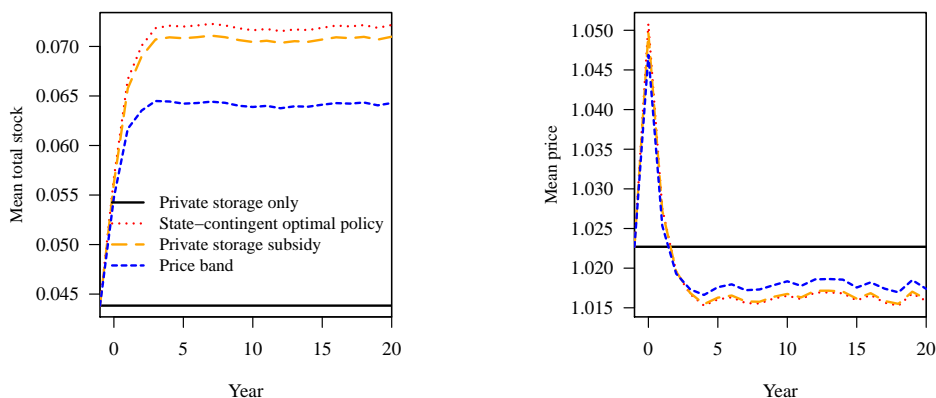 Mean total stock
0.070
0.065
0.060
0.055
0.050
0.045
Private storage only
State−contingent optimal policy
Private storage subsidy
Price band
0 5 10 15 20
Year
Mean price
1.050
1.045
1.040
1.035
1.030
1.025
1.020
1.015
0 5 10 15 20
Year